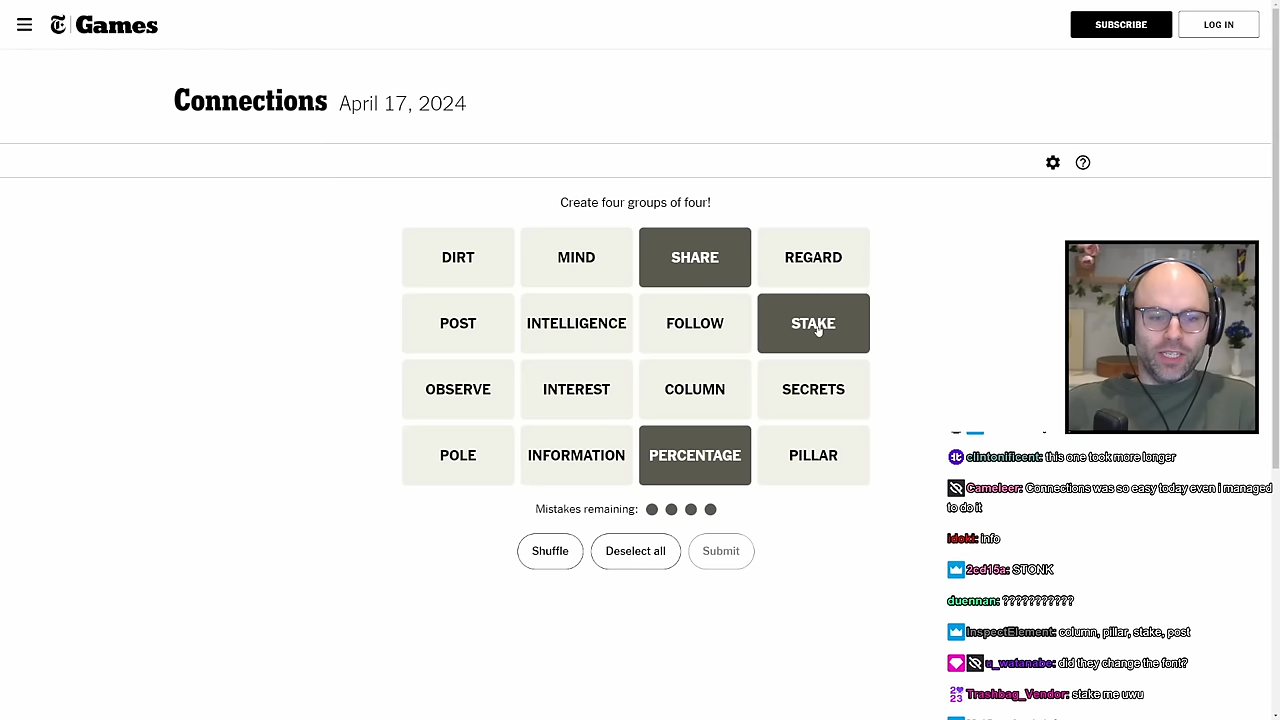 Games
SUBSCRIBE
LOG IN
Connections April 17, 2024
Create four groups of four!
DIRT MIND SHARE REGARD
POST INTELLIGENCE FOLLOW STAKE
OBSERVE INTEREST COLUMN SECRETS
POLE INFORMATION PERCENTAGE PILLAR
Mistakes remaining:
Shuffle Deselect all Submit
clintonificent: this one took more longer
Cameleer: Connections was so easy today even i managed
to do it
info
2cd15a: STONK
duennan: ???????????
InspectElement: column, pillar, stake, post
u_watanabe: did they change the font?
Trashbag_Vendor: stake me uwu